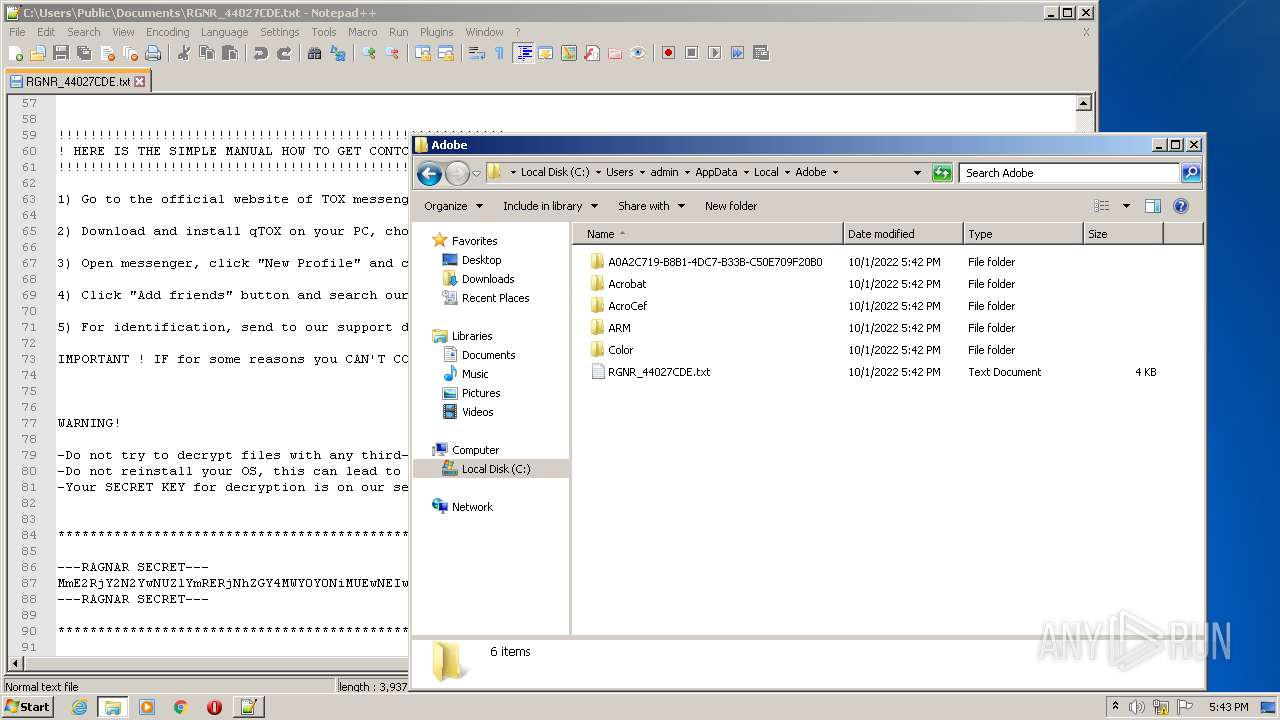 C:\Users\Public\Documents\RGNR_44027CDE.txt - Notepad++
File Edit Search View Encoding Language Settings Tools Macro Run Plugins Window ? X
RGNR_44027CDE.txt
57
58
59 !!!!!!!!!!!!!!!!!!!!!!!!!!!!!!!!!!!!!!!!!!!!!!!!!!!!!!!!
60 ! HERE IS THE SIMPLE MANUAL HOW TO GET CONTC
61 !!!!!!!!!!!!!!!!!!!!!!!!!!!!!!!!!!!!!!!!!!!!
62
63 1) Go to the official website of TOX messeng
64
65 2) Download and install qTOX on your PC, cho
66
67 3) Open messenger, click "New Profile" and c
68
69 4) Click "Add friends" button and search our
70
71 5) For identification, send to our support d
72
73 IMPORTANT ! IF for some reasons you CAN'T CO
74
75
76
77 WARNING!
78
79 -Do not try to decrypt files with any third-
80 -Do not reinstall your OS, this can lead to
81 -Your SECRET KEY for decryption is on our se
82
83
84 ********************************************
85
86 ---RAGNAR SECRET---
87 MmE2RjY2N2YwNUZlYmRERjNhZGY4MWY0YONiMUEwNEIw
88 ---RAGNAR SECRET---
89
90 ********************************************
91
Normal text file length : 3,937
Adobe
Local Disk (C:) Users admin AppData Local Adobe
Search Adobe
Organize Include in library Share with New folder
Favorites
Desktop
Downloads
Recent Places
Libraries
Documents
Music
Pictures
Videos
Computer
Local Disk (C:)
Network
Name Date modified Type Size
A0A2C719-B8B1-4DC7-B33B-C50E709F20B0 10/1/2022 5:42 PM File folder
Acrobat 10/1/2022 5:42 PM File folder
AcroCef 10/1/2022 5:42 PM File folder
ARM 10/1/2022 5:42 PM File folder
Color 10/1/2022 5:42 PM File folder
RGNR_44027CDE.txt 10/1/2022 5:42 PM Text Document 4 KB
6 items
ANY RUN
Start 5:43 PM